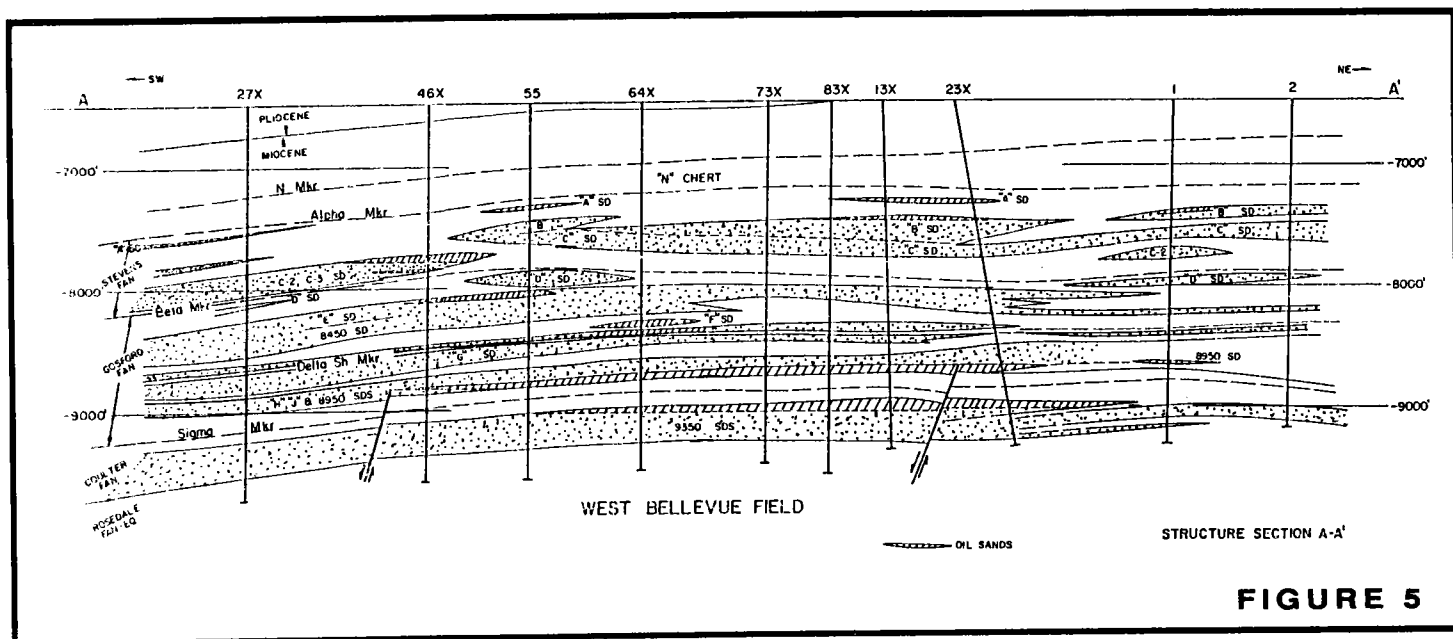 ← SW
NE →
A 27X 46X 55 64X 73X 83X 13X 23X 1 2 A'
PLIOCENE
MIOCENE
-7000' -7000'
N Mkr
"N" CHERT
Alpha Mkr
"A" SD "A" SD
B "B" SD B SD
C SD C SD C SD
C-2
STEVENS
FAN
C-2, C-3 SD
-8000' -8000'
D SD "D" SD "D" SD
Beta Mkr
"E" SD
8450 SD
"F" SD
GOSFORD
FAN
"G" SD
Delta Sh Mkr.
8950 SD
"H" "J" & 8950 SDS
-9000' -9000'
Sigma Mkr
9350 SDS
COULTER
FAN
ROSEDALE
FAN-EQ
WEST BELLEVUE FIELD
OIL SANDS
STRUCTURE SECTION A-A'
FIGURE 5